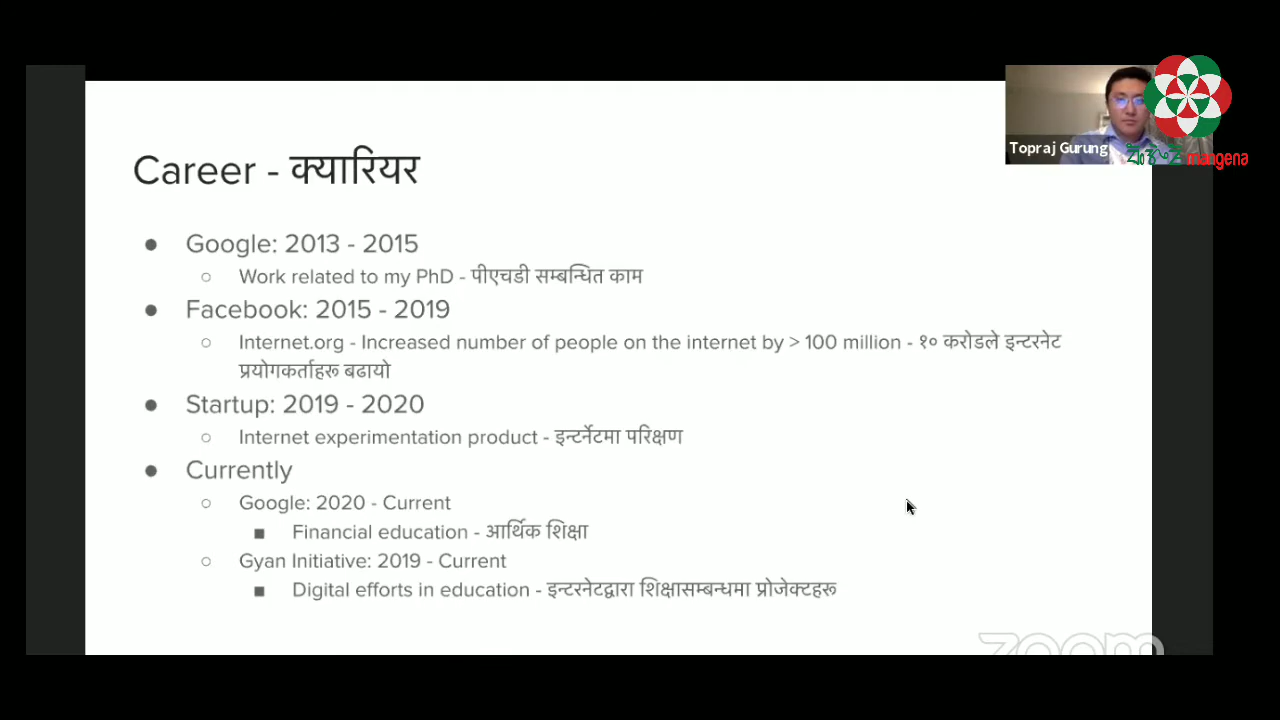 Career - क्यारियर
Topraj Gurung
mangena
● Google: 2013 - 2015
○ Work related to my PhD - पीएचडी सम्बन्धित काम
● Facebook: 2015 - 2019
○ Internet.org - Increased number of people on the internet by > 100 million - १० करोडले इन्टरनेट
प्रयोगकर्ताहरू बढायो
● Startup: 2019 - 2020
○ Internet experimentation product - इन्टर्नेटमा परिक्षण
● Currently
○ Google: 2020 - Current
■ Financial education - आर्थिक शिक्षा
○ Gyan Initiative: 2019 - Current
■ Digital efforts in education - इन्टरनेटद्वारा शिक्षासम्बन्धमा प्रोजेक्टहरू
zoom